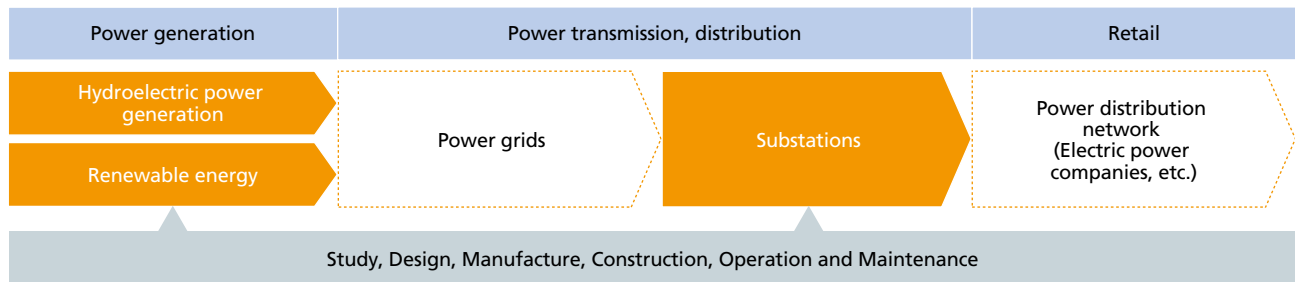 Power generation
Power transmission, distribution
Retail
Hydroelectric power
generation
Renewable energy
Power grids
Substations
Power distribution
network
(Electric power
companies, etc.)
Study, Design, Manufacture, Construction, Operation and Maintenance